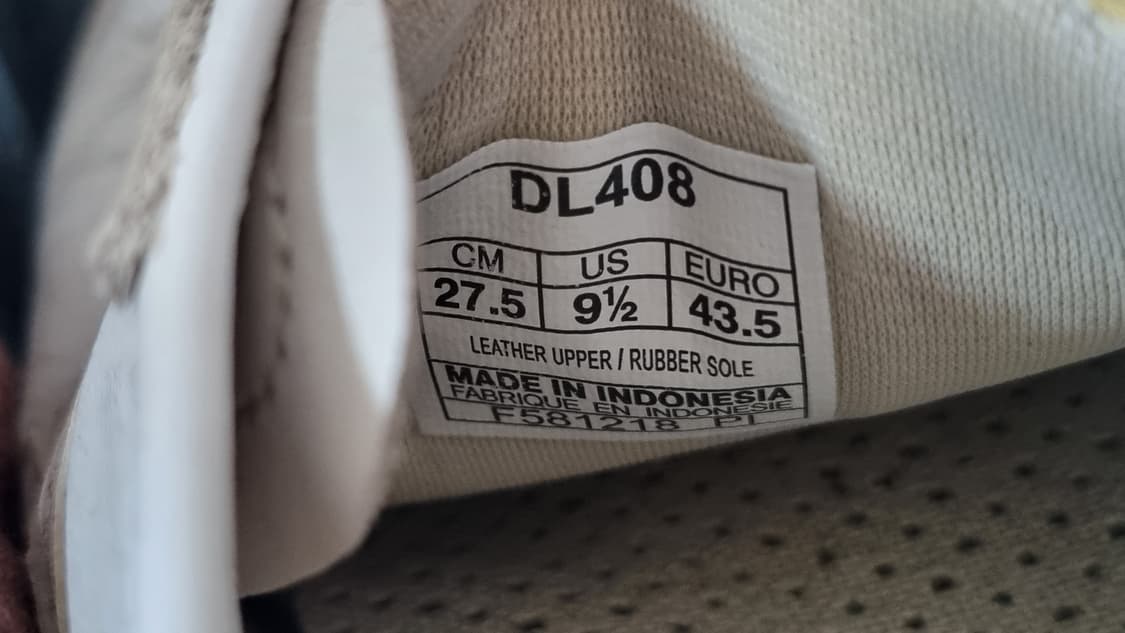 DL408
CM US EURO
27.5 9½ 43.5
LEATHER UPPER / RUBBER SOLE
MADE IN INDONESIA
FABRIQUE EN INDONESIE
F581218